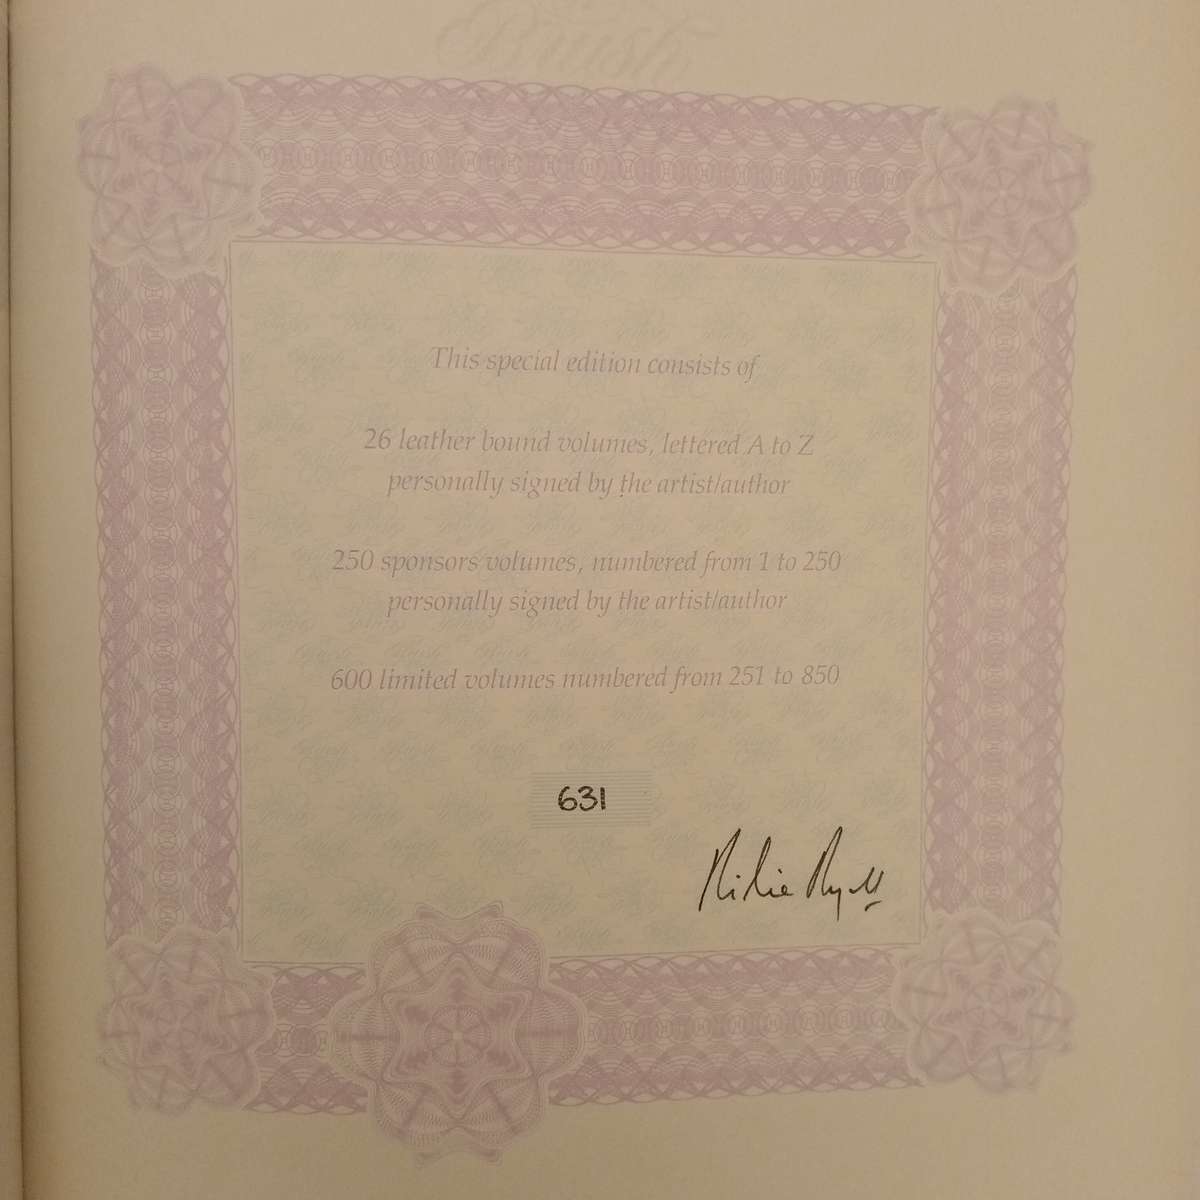 Brush
This special edition consists of
26 leather bound volumes, lettered A to Z
personally signed by the artist/author
250 sponsors volumes, numbered from 1 to 250
personally signed by the artist/author
600 limited volumes numbered from 251 to 850
631